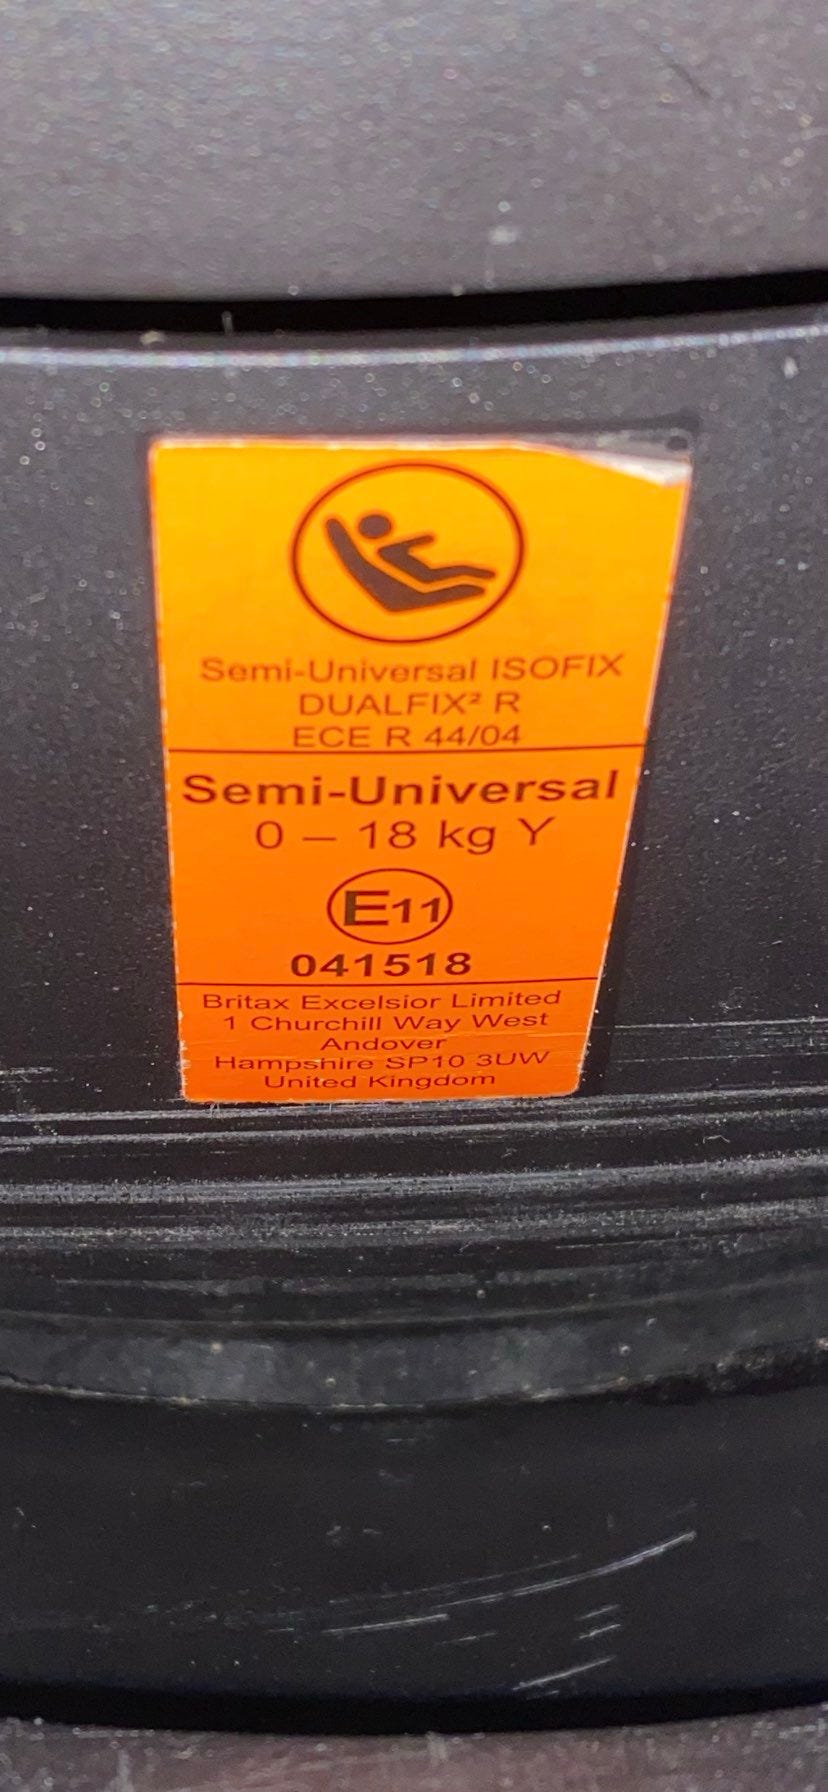 Semi-Universal ISOFIX
DUALFIX² R
ECE R 44/04
Semi-Universal
0 – 18 kg Y
E11
041518
Britax Excelsior Limited
1 Churchill Way West
Andover
Hampshire SP10 3UW
United Kingdom